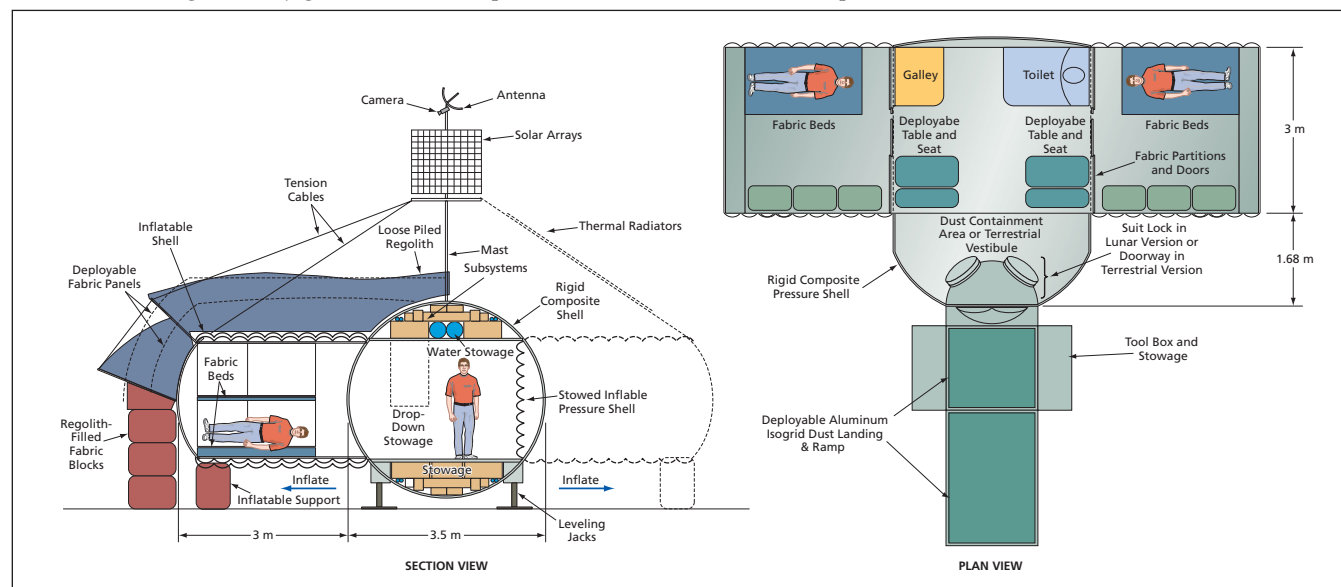 Camera
Antenna
Solar Arrays
Tension
Cables
Inflatable
Shell
Loose Piled
Regolith
Thermal Radiators
Mast
Deployable
Fabric Panels
Subsystems
Rigid
Composite
Shell
Water Stowage
Fabric
Beds
Drop-
Down
Stowage
Stowed Inflable
Pressure Shell
Regolith-
Filled
Fabric
Blocks
Stowage
Inflate
Inflate
Inflatable Support
Leveling
Jacks
3 m
3.5 m
SECTION VIEW
Galley
Toilet
Fabric Beds
Deployabe
Table and
Seat
Deployabe
Table and
Seat
Fabric Beds
3 m
Fabric Partitions
and Doors
Dust Containment
Area or Terrestrial
Vestibule
Suit Lock in
Lunar Version or
Doorway in
Terrestrial Version
1.68 m
Rigid Composite
Pressure Shell
Tool Box and
Stowage
Deployable Aluminum
Isogrid Dust Landing
& Ramp
PLAN VIEW